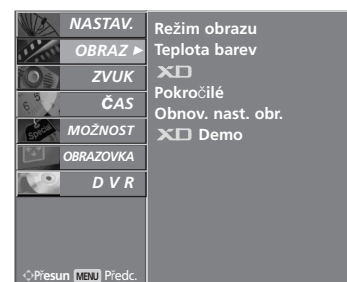 NASTAV.
OBRAZ ►
ZVUK
ČAS
MOŽNOST
OBRAZOVKA
D V R
Režim obrazu
Teplota barev
XD
Pokročilé
Obnov. nast. obr.
XD Demo
Přesun MENU Předc.